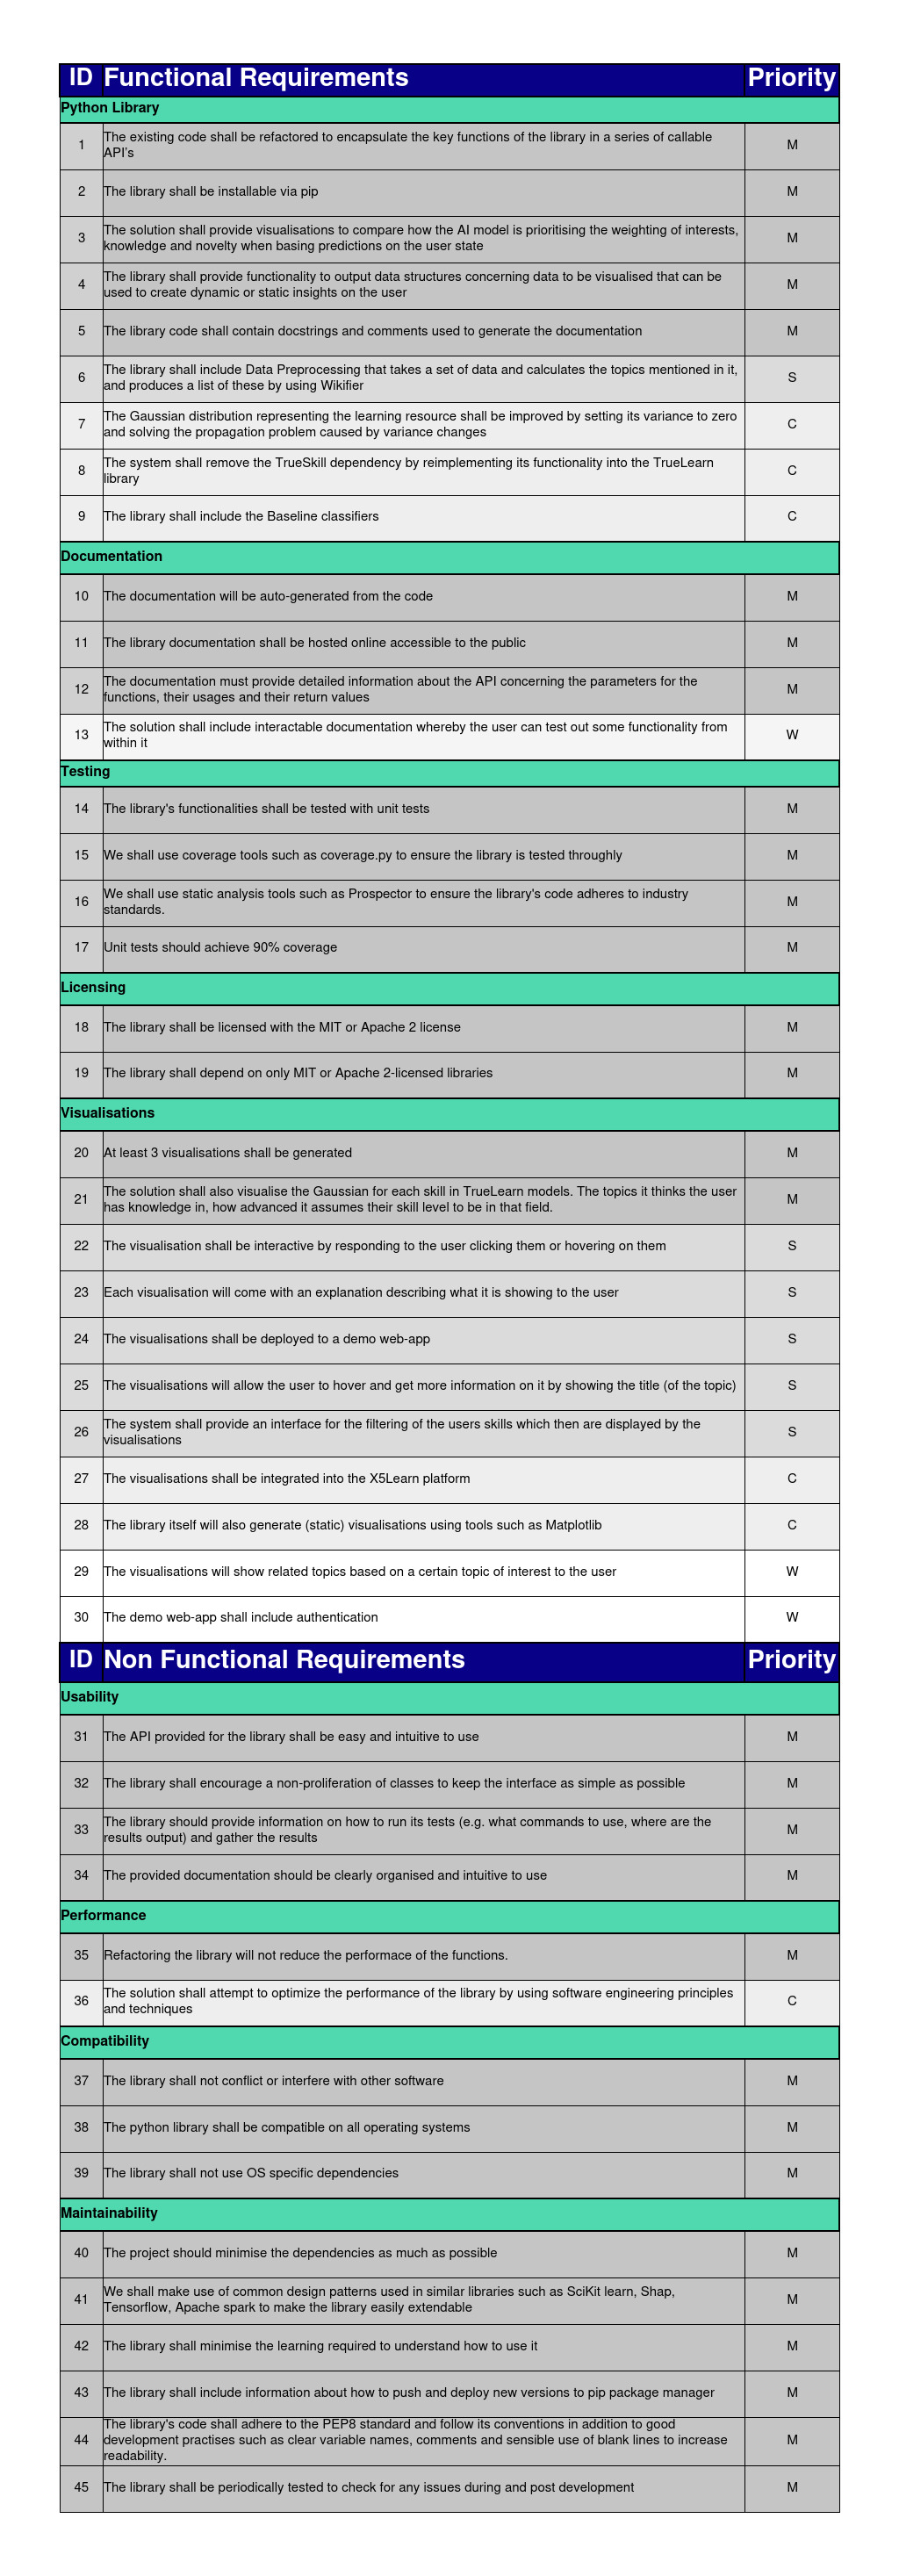 ID Functional Requirements Priority
Python Library
1 The existing code shall be refactored to encapsulate the key functions of the library in a series of callable M
API's
2 The library shall be installable via pip M
3 The solution shall provide visualisations to compare how the AI model is prioritising the weighting of interests, M
knowledge and novelty when basing predictions on the user state
4 The library shall provide functionality to output data structures concerning data to be visualised that can be M
used to create dynamic or static insights on the user
5 The library code shall contain docstrings and comments used to generate the documentation M
6 The library shall include Data Preprocessing that takes a set of data and calculates the topics mentioned in it, S
and produces a list of these by using Wikifier
7 The Gaussian distribution representing the learning resource shall be improved by setting its variance to zero C
and solving the propagation problem caused by variance changes
8 The system shall remove the TrueSkill dependency by reimplementing its functionality into the TrueLearn C
library
9 The library shall include the Baseline classifiers C
Documentation
10 The documentation will be auto-generated from the code M
11 The library documentation shall be hosted online accessible to the public M
12 The documentation must provide detailed information about the API concerning the parameters for the M
functions, their usages and their return values
13 The solution shall include interactable documentation whereby the user can test out some functionality from W
within it
Testing
14 The library's functionalities shall be tested with unit tests M
15 We shall use coverage tools such as coverage.py to ensure the library is tested throughly M
16 We shall use static analysis tools such as Prospector to ensure the library's code adheres to industry M
standards.
17 Unit tests should achieve 90% coverage M
Licensing
18 The library shall be licensed with the MIT or Apache 2 license M
19 The library shall depend on only MIT or Apache 2-licensed libraries M
Visualisations
20 At least 3 visualisations shall be generated M
21 The solution shall also visualise the Gaussian for each skill in TrueLearn models. The topics it thinks the user M
has knowledge in, how advanced it assumes their skill level to be in that field.
22 The visualisation shall be interactive by responding to the user clicking them or hovering on them S
23 Each visualisation will come with an explanation describing what it is showing to the user S
24 The visualisations shall be deployed to a demo web-app S
25 The visualisations will allow the user to hover and get more information on it by showing the title (of the topic) S
26 The system shall provide an interface for the filtering of the users skills which then are displayed by the S
visualisations
27 The visualisations shall be integrated into the X5Learn platform C
28 The library itself will also generate (static) visualisations using tools such as Matplotlib C
29 The visualisations will show related topics based on a certain topic of interest to the user W
30 The demo web-app shall include authentication W
ID Non Functional Requirements Priority
Usability
31 The API provided for the library shall be easy and intuitive to use M
32 The library shall encourage a non-proliferation of classes to keep the interface as simple as possible M
33 The library should provide information on how to run its tests (e.g. what commands to use, where are the M
results output) and gather the results
34 The provided documentation should be clearly organised and intuitive to use M
Performance
35 Refactoring the library will not reduce the performace of the functions. M
36 The solution shall attempt to optimize the performance of the library by using software engineering principles C
and techniques
Compatibility
37 The library shall not conflict or interfere with other software M
38 The python library shall be compatible on all operating systems M
39 The library shall not use OS specific dependencies M
Maintainability
40 The project should minimise the dependencies as much as possible M
41 We shall make use of common design patterns used in similar libraries such as SciKit learn, Shap, M
Tensorflow, Apache spark to make the library easily extendable
42 The library shall minimise the learning required to understand how to use it M
43 The library shall include information about how to push and deploy new versions to pip package manager M
The library's code shall adhere to the PEP8 standard and follow its conventions in addition to good
44 development practises such as clear variable names, comments and sensible use of blank lines to increase M
readability.
45 The library shall be periodically tested to check for any issues during and post development M